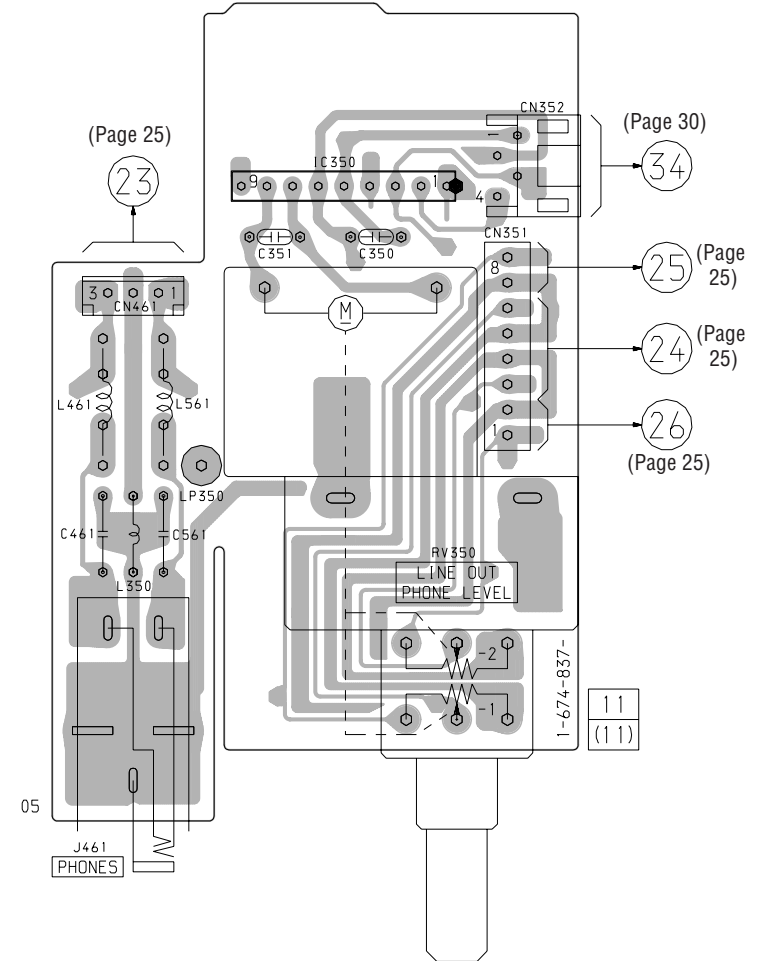 CN352
(Page 25)
(Page 30)
23
IC350
1
34
9
1
4
CN351
C351
C350
8
25
(Page
25)
3
1
CN461
M
24
(Page
25)
L461
L561
1
26
(Page 25)
LP350
C461
C561
RV350
L350
LINE OUT
PHONE LEVEL
-2
-1
1-674-837-
11
(11)
05
J461
PHONES